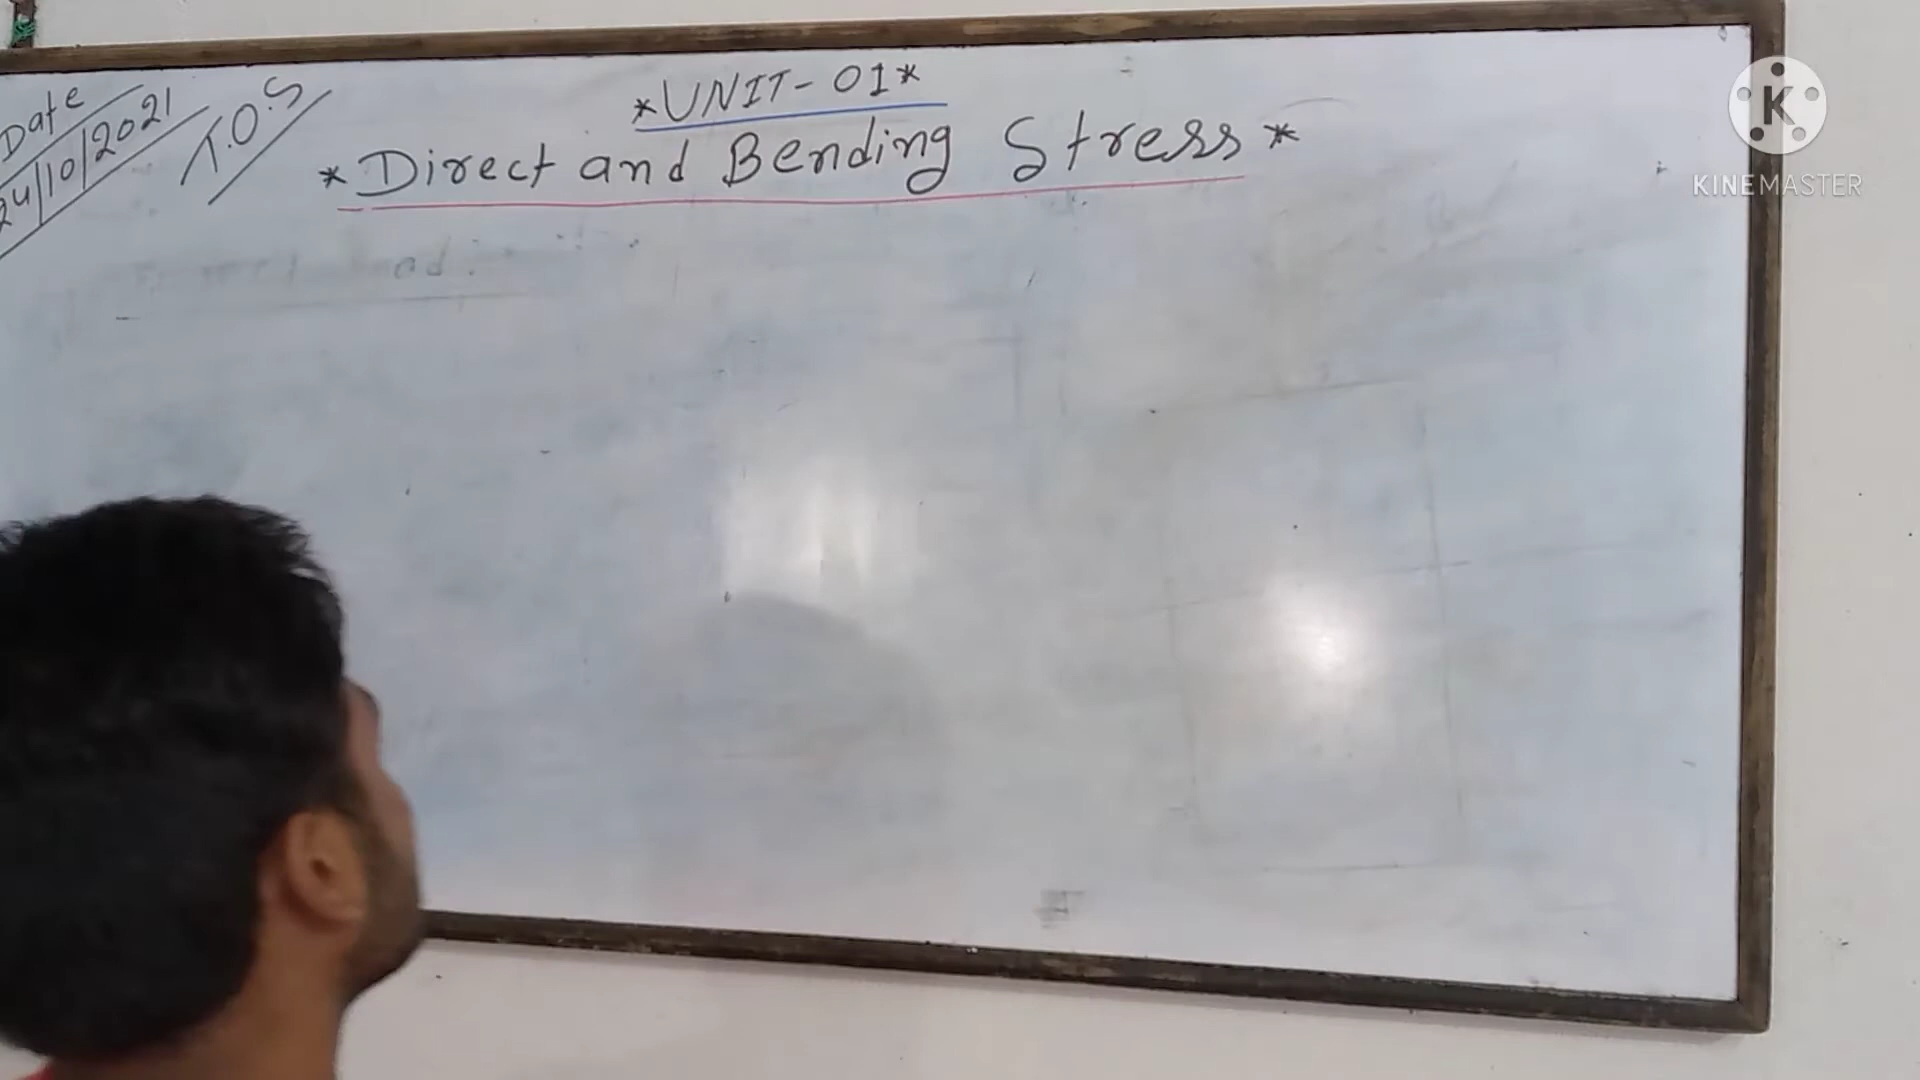 Date
24/10/2021
T.O.S
*UNIT-01*
*Direct and Bending Stress*
K
KINEMASTER